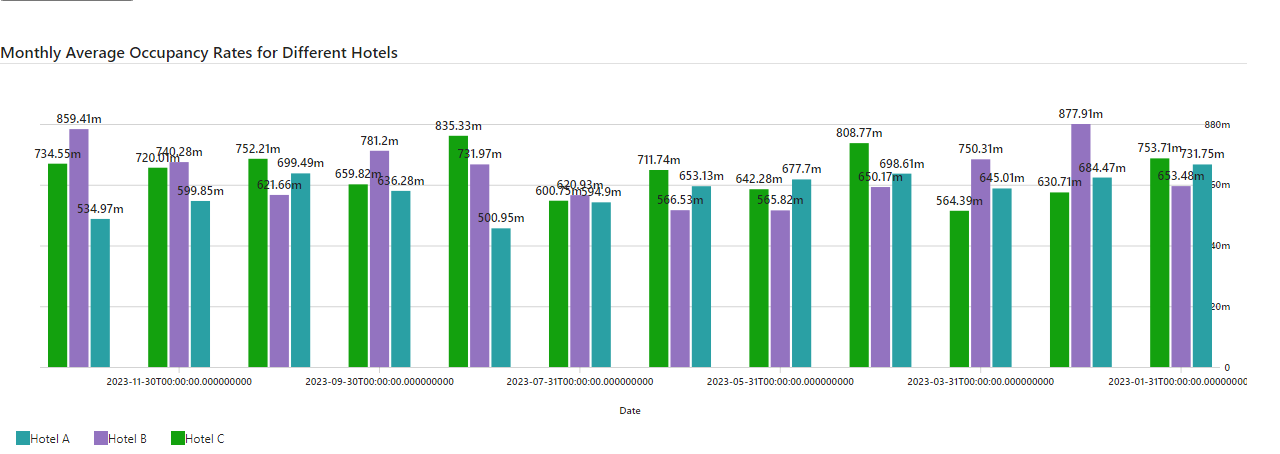 Monthly Average Occupancy Rates for Different Hotels
877.91m
859.41m
835.33m
880m
808.77m
781.2m
752.21m
740.28m
750.31m
753.71m
731.75m
734.55m
720.01m
731.97m
711.74m
699.49m
698.61m
684.47m
677.7m
659.82m
653.13m
650.17m
653.48m
642.28m
645.01m
636.28m
630.71m
621.66m
620.93m
599.85m
600.75m
594.9m
566.53m
565.82m
564.39m
534.97m
500.95m
0
2023-11-30T00:00:00.000000000
2023-09-30T00:00:00.000000000
2023-07-31T00:00:00.000000000
2023-05-31T00:00:00.000000000
2023-03-31T00:00:00.000000000
2023-01-31T00:00:00.00000000
Date
Hotel A
Hotel B
Hotel C